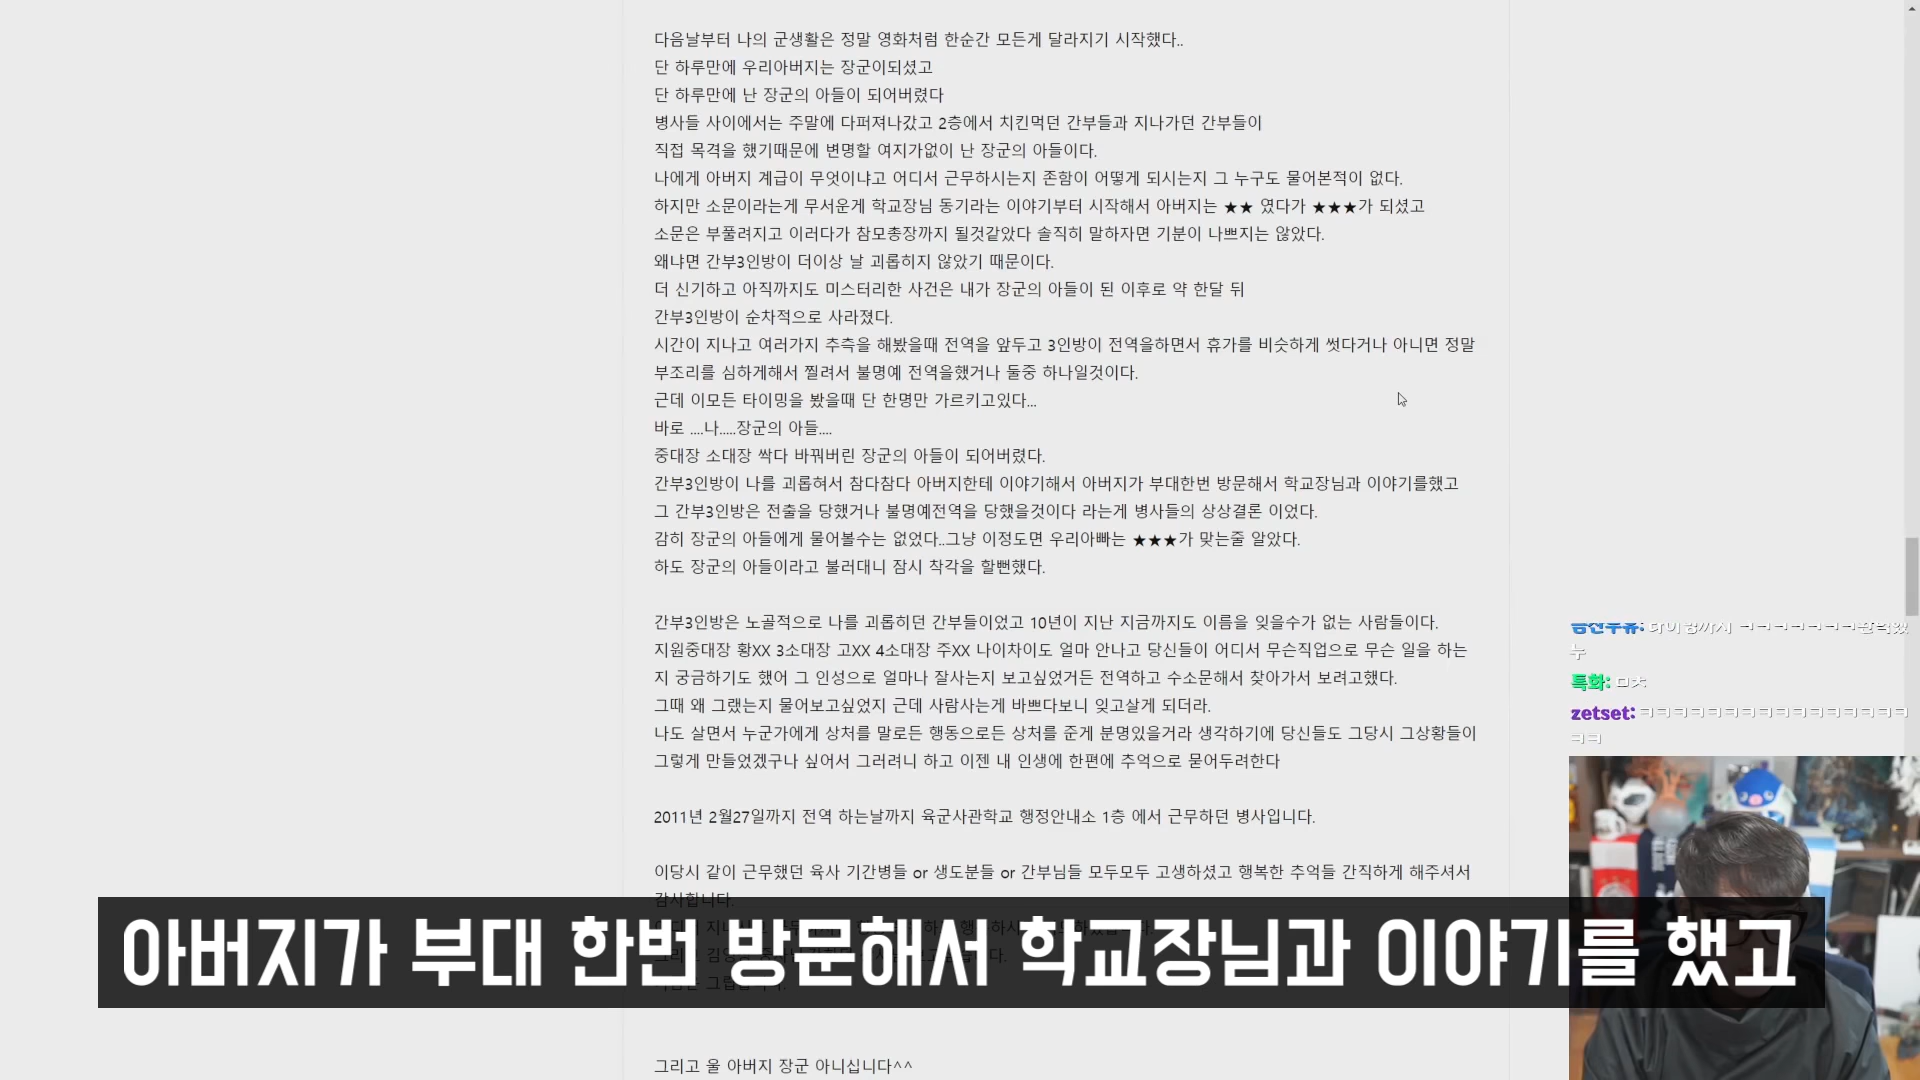 다음날부터 나의 군생활은 정말 영화처럼 한순간 모든게 달라지기 시작했다..
단 하루만에 우리아버지는 장군이되셨고
단 하루만에 난 장군의 아들이 되어버렸다
병사들 사이에서는 주말에 다퍼져나갔고 2층에서 치킨먹던 간부들과 지나가던 간부들이
직접 목격을 했기때문에 변명할 여지가없이 난 장군의 아들이다.
나에게 아버지 계급이 무엇이냐고 어디서 근무하시는지 존함이 어떻게 되시는지 그 누구도 물어본적이 없다.
하지만 소문이라는게 무서운게 학교장님 동기라는 이야기부터 시작해서 아버지는 ★★ 였다가 ★★★가 되셨고
소문은 부풀려지고 이러다가 참모총장까지 될것같았다 솔직히 말하자면 기분이 나쁘지는 않았다.
왜냐면 간부3인방이 더이상 날 괴롭히지 않았기 때문이다.
더 신기하고 아직까지도 미스터리한 사건은 내가 장군의 아들이 된 이후로 약 한달 뒤
간부3인방이 순차적으로 사라졌다.
시간이 지나고 여러가지 추측을 해봤을때 전역을 앞두고 3인방이 전역을하면서 휴가를 비슷하게 썻다거나 아니면 정말
부조리를 심하게해서 찔려서 불명예 전역을했거나 둘중 하나일것이다.
근데 이모든 타이밍을 봤을때 단 한명만 가르키고있다...
바로 ....나.....장군의 아들....
중대장 소대장 싹다 바꿔버린 장군의 아들이 되어버렸다.
간부3인방이 나를 괴롭혀서 참다참다 아버지한테 이야기해서 아버지가 부대한번 방문해서 학교장님과 이야기를했고
그 간부3인방은 전출을 당했거나 불명예전역을 당했을것이다 라는게 병사들의 상상결론 이었다.
감히 장군의 아들에게 물어볼수는 없었다..그냥 이정도면 우리아빠는 ★★★가 맞는줄 알았다.
하도 장군의 아들이라고 불러대니 잠시 착각을 할뻔했다.
간부3인방은 노골적으로 나를 괴롭히던 간부들이었고 10년이 지난 지금까지도 이름을 잊을수가 없는 사람들이다.
지원중대장 황XX 3소대장 고XX 4소대장 주XX 나이차이도 얼마 안나고 당신들이 어디서 무슨직업으로 무슨 일을 하는
지 궁금하기도 했어 그 인성으로 얼마나 잘사는지 보고싶었거든 전역하고 수소문해서 찾아가서 보려고했다.
그때 왜 그랬는지 물어보고싶었지 근데 사람사는게 바쁘다보니 잊고살게 되더라.
나도 살면서 누군가에게 상처를 말로든 행동으로든 상처를 준게 분명있을거라 생각하기에 당신들도 그당시 그상황들이
그렇게 만들었겠구나 싶어서 그러려니 하고 이젠 내 인생에 한편에 추억으로 묻어두려한다
2011년 2월27일까지 전역 하는날까지 육군사관학교 행정안내소 1층 에서 근무하던 병사입니다.
이당시 같이 근무했던 육사 기간병들 or 생도분들 or 간부님들 모두모두 고생하셨고 행복한 추억들 간직하게 해주셔서
감사합니다.
그리고 울 아버지 장군 아니십니다^^
특화: ㅁㅊ
zetset: ㅋㅋㅋㅋㅋㅋㅋㅋㅋㅋㅋㅋㅋㅋㅋㅋ
ㅋㅋ
아버지가 부대 한번 방문해서 학교장님과 이야기를 했고